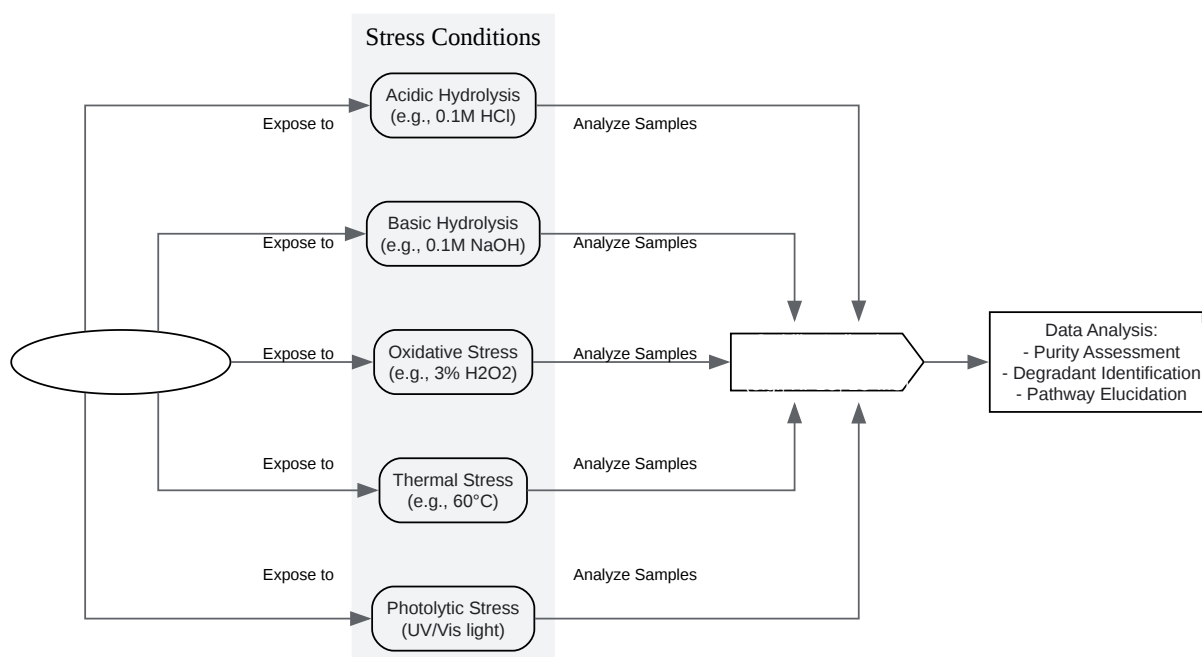 Stress Conditions
Acidic Hydrolysis
(e.g., 0.1M HCl)
Expose to
Analyze Samples
Basic Hydrolysis
(e.g., 0.1M NaOH)
Expose to
Analyze Samples
Oxidative Stress
(e.g., 3% H2O2)
Expose to
Analyze Samples
Data Analysis:
- Purity Assessment
- Degradant Identification
- Pathway Elucidation
Expose to
Analyze Samples
Thermal Stress
(e.g., 60°C)
Expose to
Analyze Samples
Photolytic Stress
(UV/Vis light)